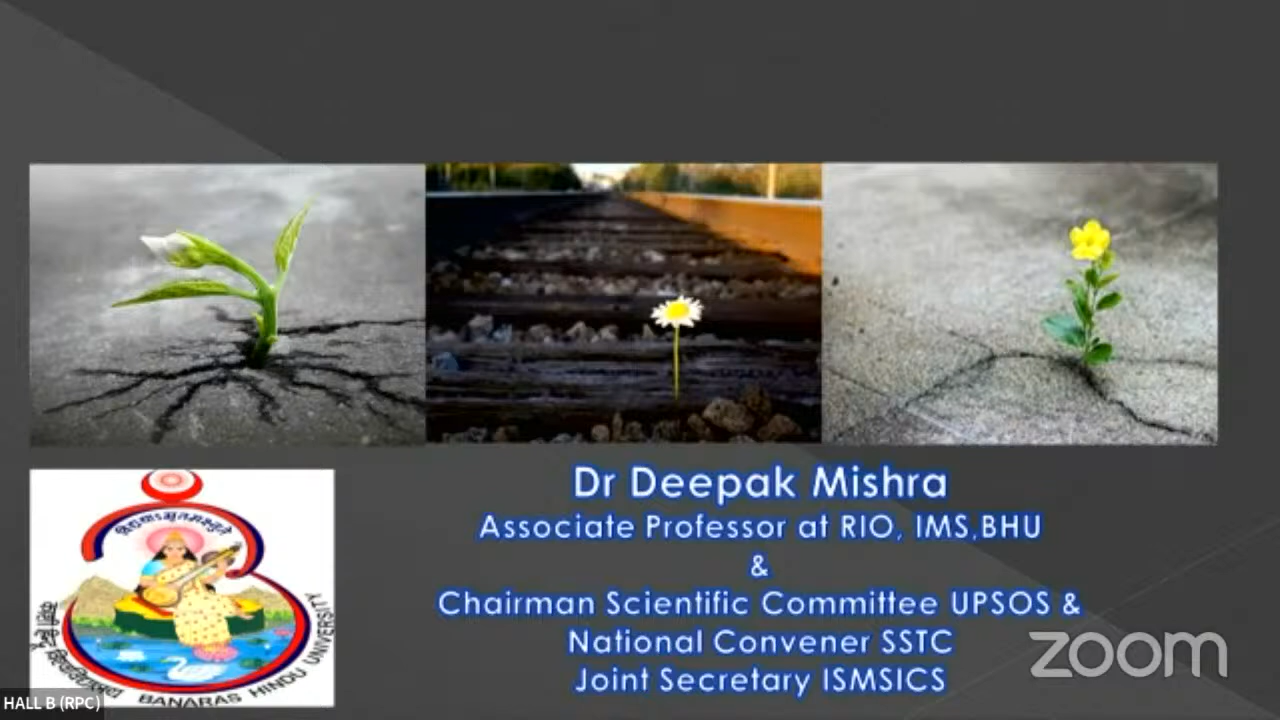 Dr Deepak Mishra
Associate Professor at RIO, IMS,BHU
&
Chairman Scientific Committee UPSOS &
National Convener SSTC
Joint Secretary ISMSICS
BANARAS HINDU UNIVERSITY
HALL B (RPC)
zoom